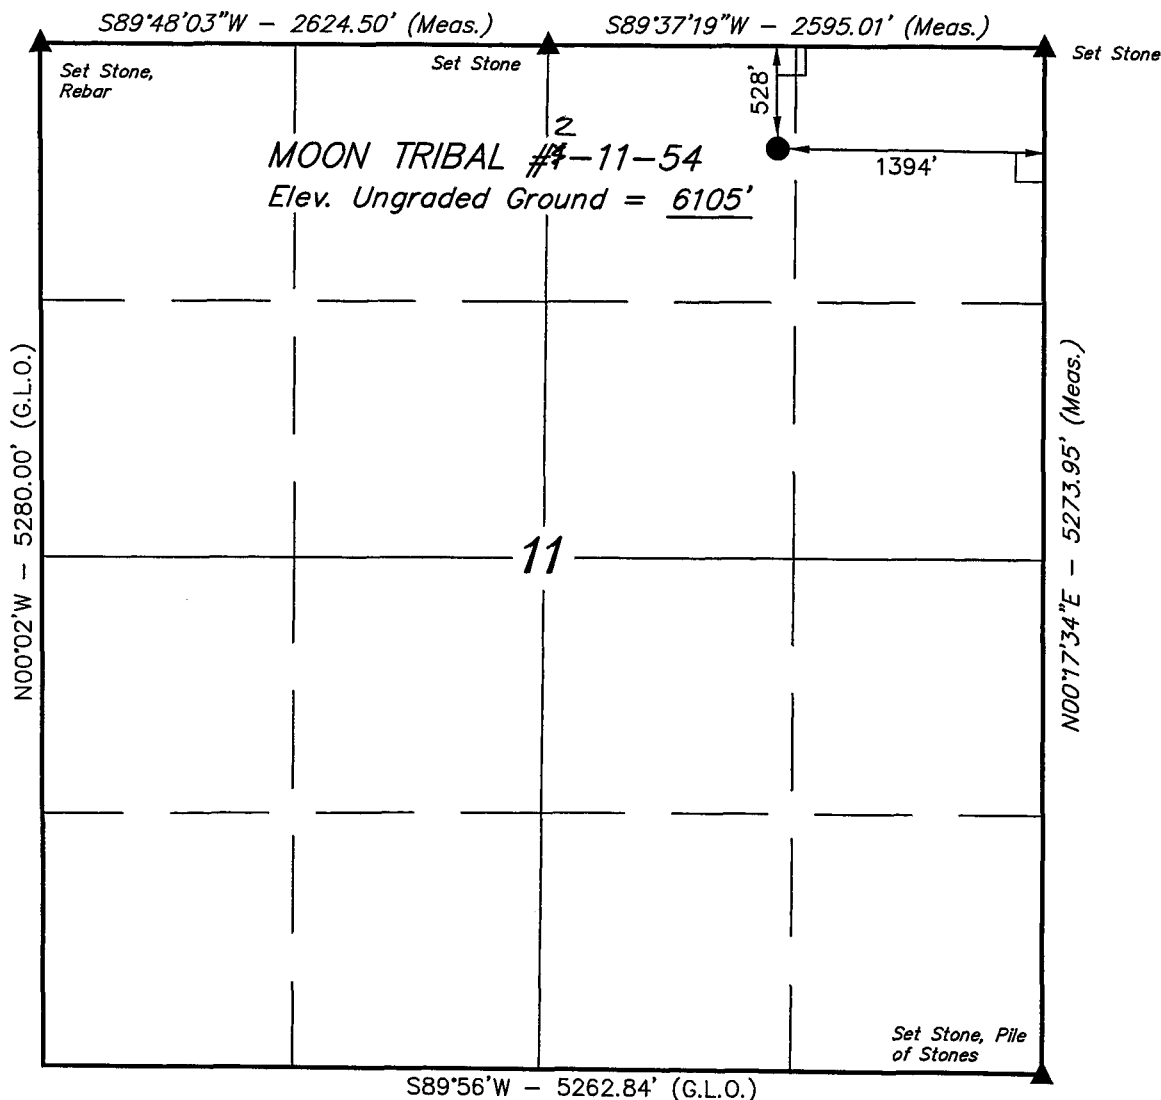 S89°48'03"W - 2624.50' (Meas.)
S89°37'19"W - 2595.01' (Meas.)
Set Stone,
Rebar
Set Stone
Set Stone
528'
2
MOON TRIBAL #-11-54
1394'
Elev. Ungraded Ground = 6105'
N00°02'W - 5280.00' (G.L.O.)
11
N00°17'34"E - 5273.95' (Meas.)
Set Stone, Pile
of Stones
S89°56'W - 5262.84' (G.L.O.)